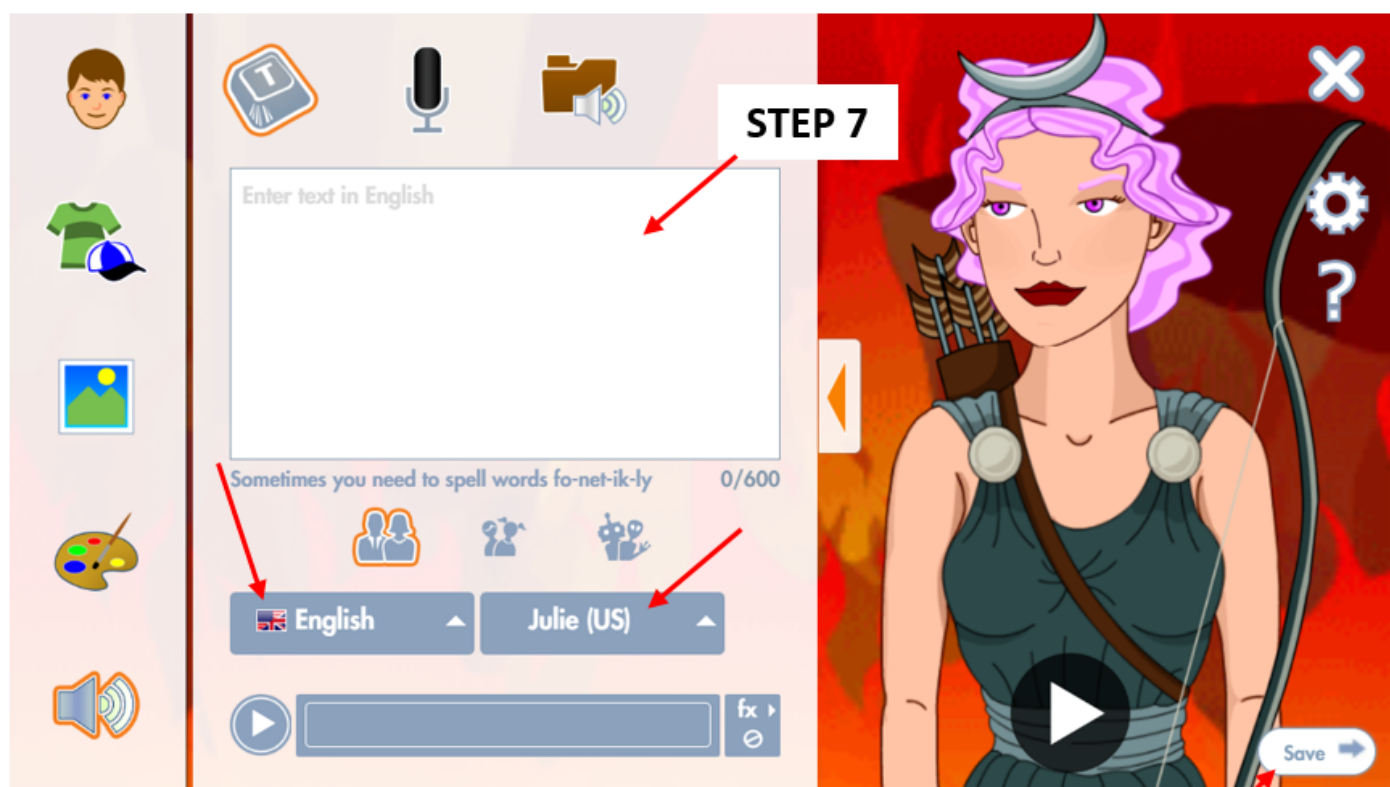 T
STEP 7
Enter text in English
Sometimes you need to spell words fo-net-ik-ly 0/600
English Julie (US)
fx
Save
?